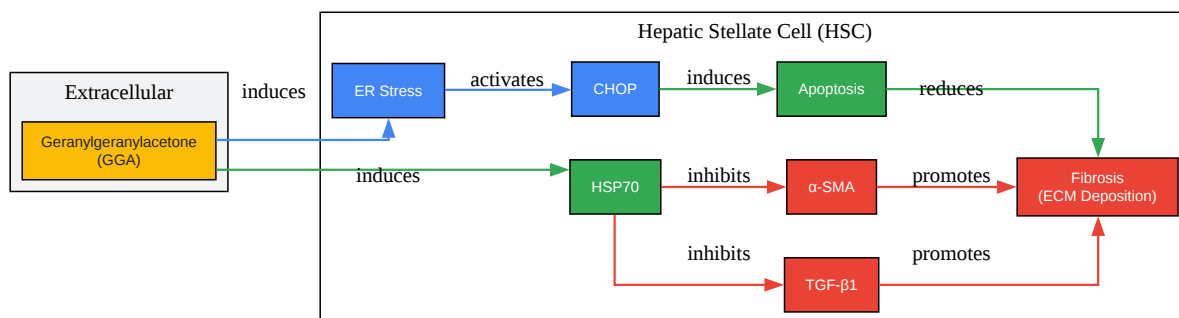 Hepatic Stellate Cell (HSC)
Extracellular
Geranylgeranylacetone
(GGA)
induces
ER Stress
activates
CHOP
induces
Apoptosis
reduces
induces
HSP70
inhibits
α-SMA
promotes
Fibrosis
(ECM Deposition)
inhibits
TGF-β1
promotes